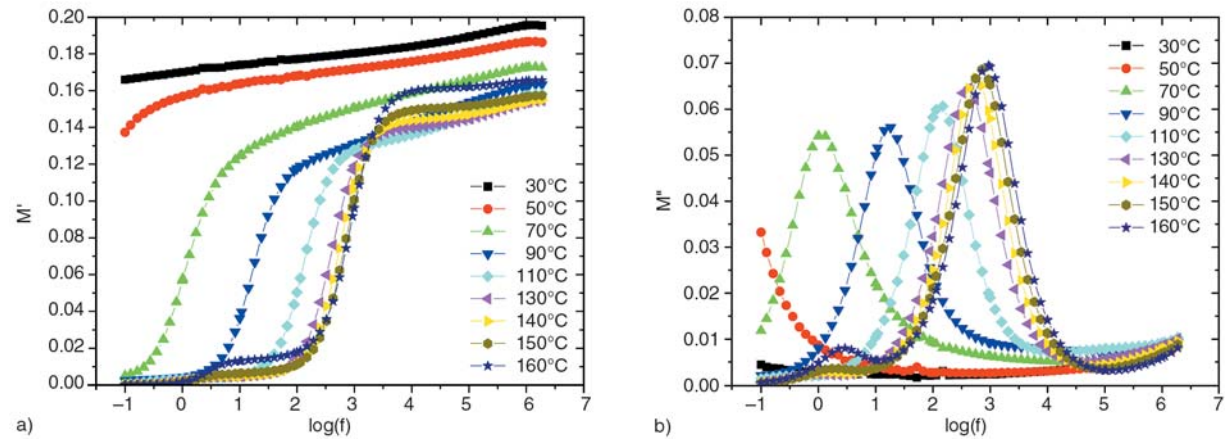 0.20
0.18
0.16
0.14
0.12
0.10
0.08
0.06
0.04
0.02
0.00
M'
30°C
50°C
70°C
90°C
110°C
130°C
140°C
150°C
160°C
−1 0 1 2 3 4 5 6 7
a) log(f)
0.08
0.07
0.06
0.05
0.04
0.03
0.02
0.01
0.00
M"
30°C
50°C
70°C
90°C
110°C
130°C
140°C
150°C
160°C
−1 0 1 2 3 4 5 6 7
b) log(f)